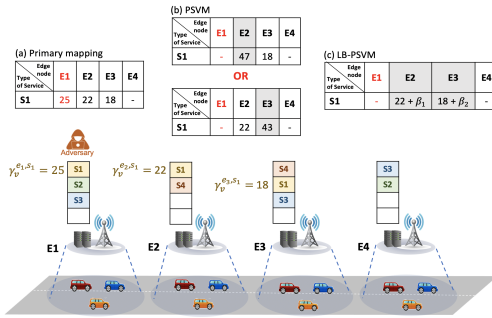 (a) Primary mapping
Edge node
Type of Service
E1 E2 E3 E4
S1 25 22 18 -
(b) PSVM
Edge node
Type of Service
E1 E2 E3 E4
S1 - 47 18 -
OR
Edge node
Type of Service
E1 E2 E3 E4
S1 - 22 43 -
(c) LB-PSVM
Edge node
Type of Service
E1 E2 E3 E4
S1 - 22 + β₁ 18 + β₂ -
Adversary
γᵥ^{e₁,s₁} = 25
S1
S2
S3
E1
γᵥ^{e₂,s₁} = 22
S1
S4
E2
γᵥ^{e₃,s₁} = 18
S4
S1
S3
E3
S3
S2
E4